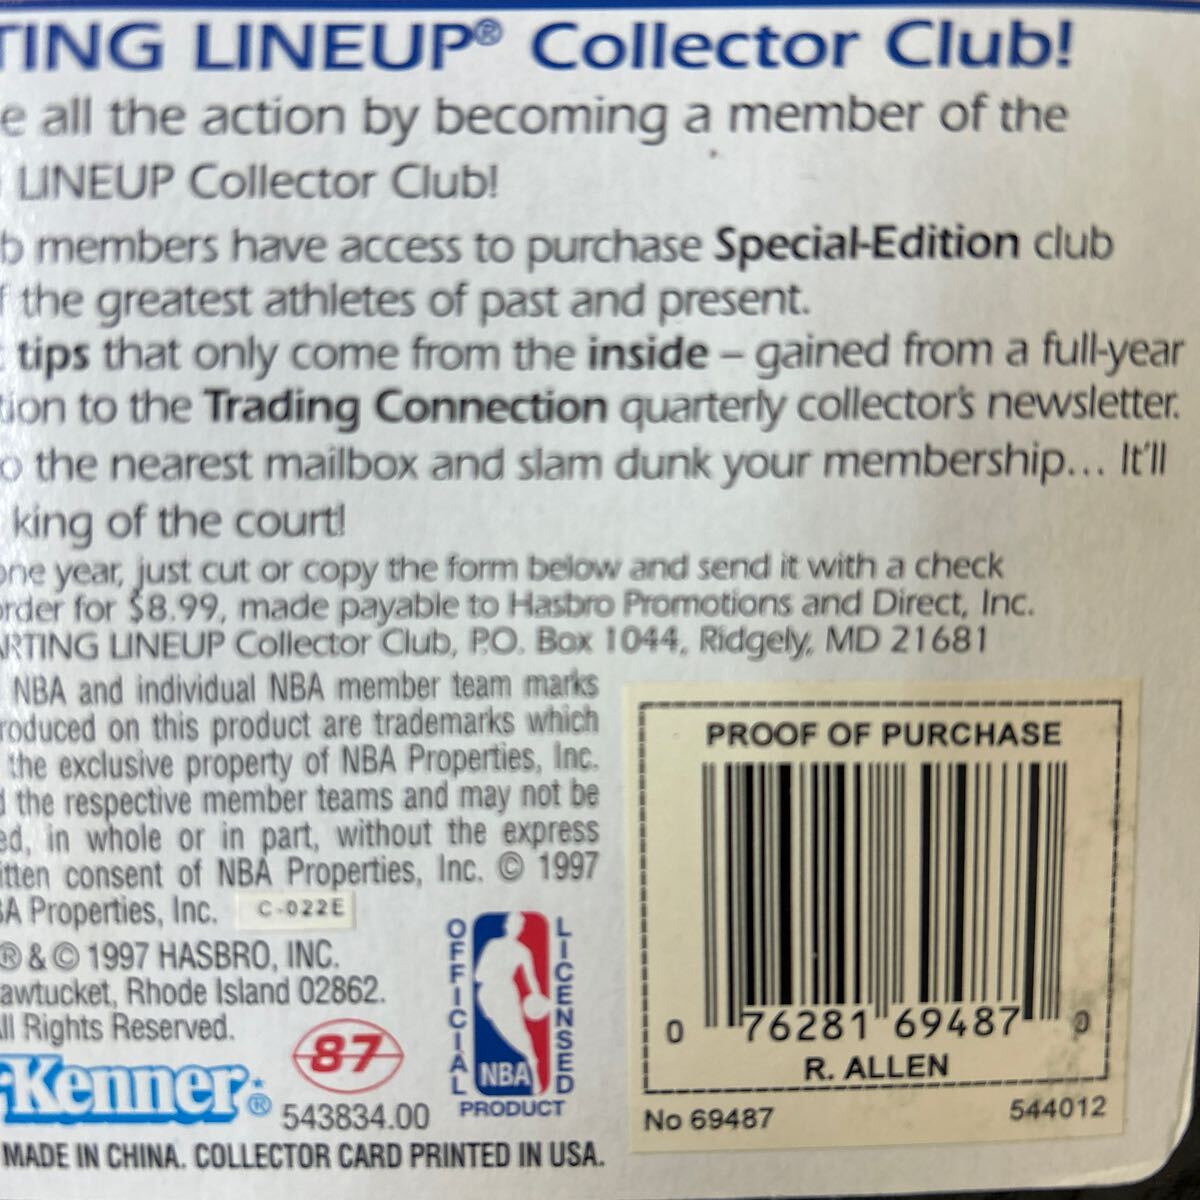 TING LINEUP® Collector Club!
e all the action by becoming a member of the
LINEUP Collector Club!
b members have access to purchase Special-Edition club
f the greatest athletes of past and present.
tips that only come from the inside – gained from a full-year
tion to the Trading Connection quarterly collector's newsletter.
o the nearest mailbox and slam dunk your membership... It'll
king of the court!
one year, just cut or copy the form below and send it with a check
order for $8.99, made payable to Hasbro Promotions and Direct, Inc.
RTING LINEUP Collector Club, P.O. Box 1044, Ridgely, MD 21681
NBA and individual NBA member team marks
roduced on this product are trademarks which
the exclusive property of NBA Properties, Inc.
d the respective member teams and may not be
ed, in whole or in part, without the express
itten consent of NBA Properties, Inc. © 1997
BA Properties, Inc.
C-022E
® & © 1997 HASBRO, INC.
awtucket, Rhode Island 02862.
All Rights Reserved.
Kenner®
87
543834.00
OFFICIAL
LICENSED
NBA
PRODUCT
MADE IN CHINA. COLLECTOR CARD PRINTED IN USA.
PROOF OF PURCHASE
0 76281 69487 0
R. ALLEN
No 69487
544012